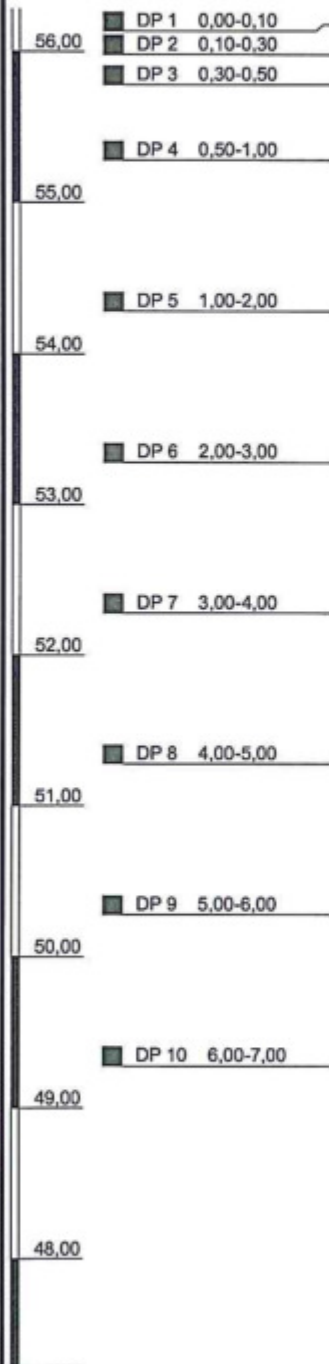 DP 1 0,00-0,10
56,00
DP 2 0,10-0,30
DP 3 0,30-0,50
DP 4 0,50-1,00
55,00
DP 5 1,00-2,00
54,00
DP 6 2,00-3,00
53,00
DP 7 3,00-4,00
52,00
DP 8 4,00-5,00
51,00
DP 9 5,00-6,00
50,00
DP 10 6,00-7,00
49,00
48,00